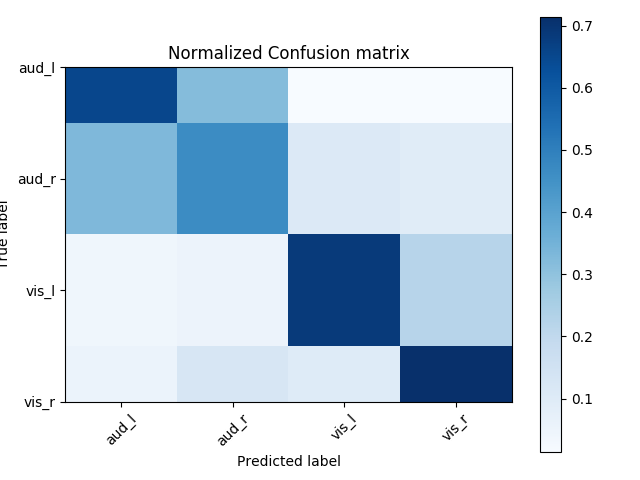 Normalized Confusion matrix
aud_l
aud_r
vis_l
vis_r
True label
aud_l
aud_r
vis_l
vis_r
Predicted label
0.7
0.6
0.5
0.4
0.3
0.2
0.1